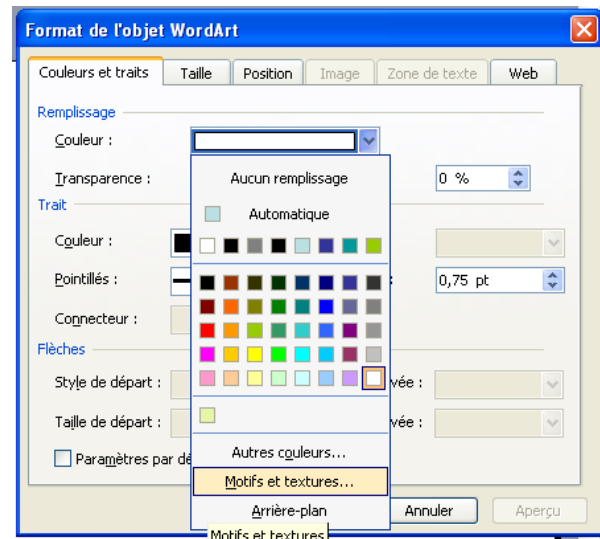 Format de l'objet WordArt
Couleurs et traits Taille Position Image Zone de texte Web
Remplissage
Couleur :
Transparence : Aucun remplissage 0 %
Automatique
Trait
Couleur :
Pointillés : : 0,75 pt
Connecteur :
Flèches
Style de départ : vée :
Taille de départ : vée :
Autres couleurs...
Paramètres par dé
Motifs et textures...
Arrière-plan Annuler Aperçu
Motifs et textures